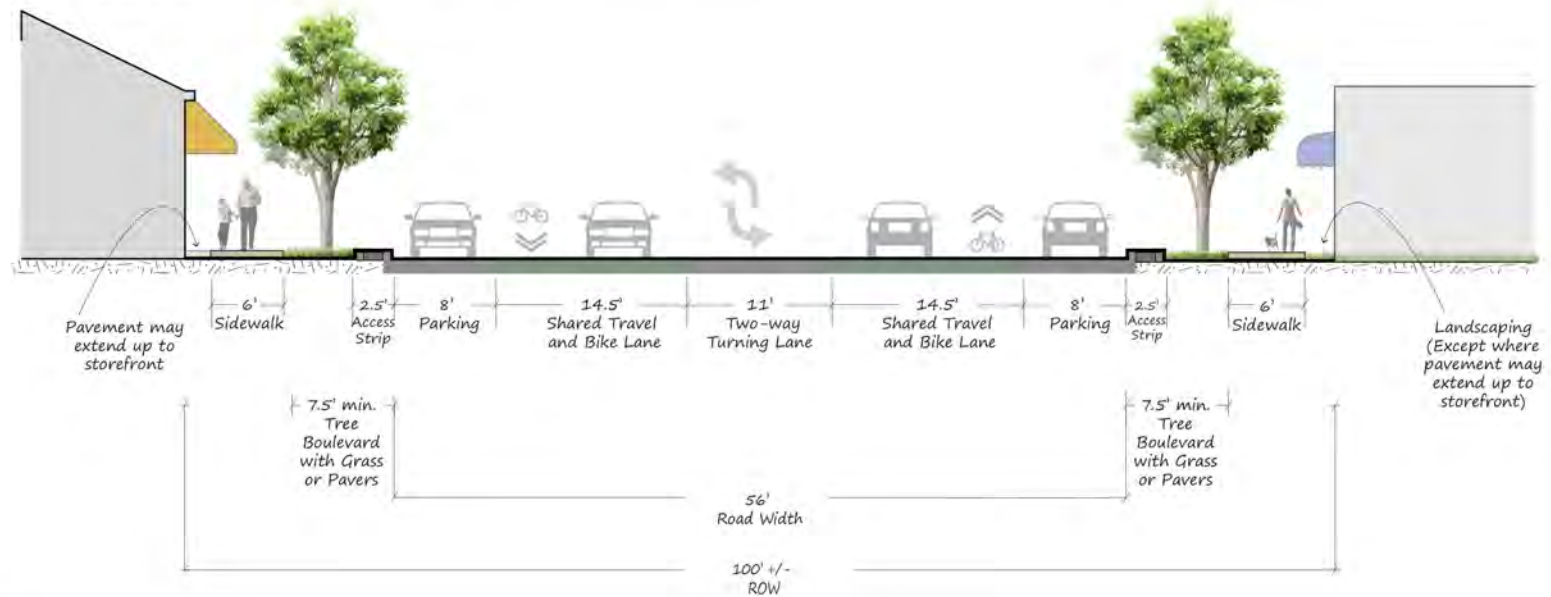 Pavement may
extend up to
storefront
6'
Sidewalk
2.5'
Access
Strip
8'
Parking
14.5'
Shared Travel
and Bike Lane
11'
Two-way
Turning Lane
14.5'
Shared Travel
and Bike Lane
8'
Parking
2.5'
Access
Strip
6'
Sidewalk
Landscaping
(Except where
pavement may
extend up to
storefront)
7.5' min.
Tree
Boulevard
with Grass
or Pavers
7.5' min.
Tree
Boulevard
with Grass
or Pavers
56'
Road Width
100' +/-
ROW